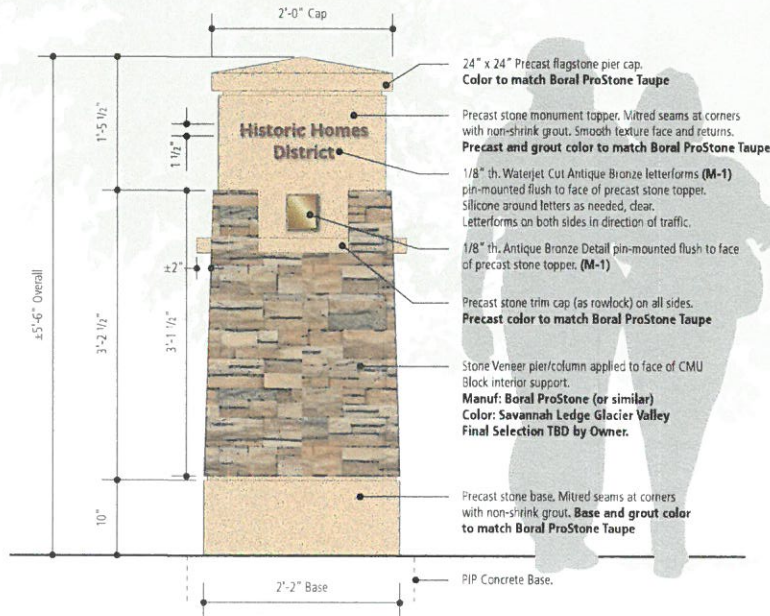 2'-0" Cap
24" x 24" Precast flagstone pier cap.
Color to match Boral ProStone Taupe
Precast stone monument topper. Mitred seams at corners
with non-shrink grout. Smooth texture face and returns.
Precast and grout color to match Boral ProStone Taupe
1/8" th. Waterjet Cut Antique Bronze letterforms (M-1)
pin-mounted flush to face of precast stone topper.
Silicone around letters as needed, clear.
Letterforms on both sides in direction of traffic.
1/8" th. Antique Bronze Detail pin-mounted flush to face
of precast stone topper. (M-1)
Precast stone trim cap (as rowlock) on all sides.
Precast color to match Boral ProStone Taupe
Stone Veneer pier/column applied to face of CMU
Block interior support.
Manuf: Boral ProStone (or similar)
Color: Savannah Ledge Glacier Valley
Final Selection TBD by Owner.
Precast stone base. Mitred seams at corners
with non-shrink grout. Base and grout color
to match Boral ProStone Taupe
PIP Concrete Base.
Historic Homes
District
1'-5 1/2"
1 1/2"
±2"
±5'-6" Overall
3'-2 1/2"
3'-1 1/2"
10"
2'-2" Base